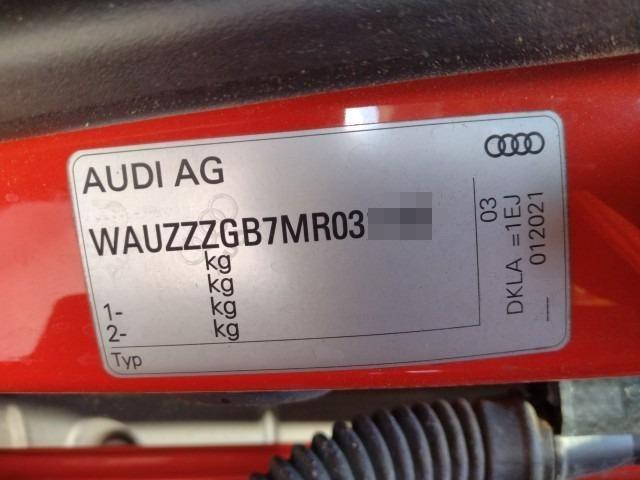 AUDI AG
WAUZZZGB7MR03
kg
kg
1- kg
2- kg
Typ
03
DKLA =1EJ
012021